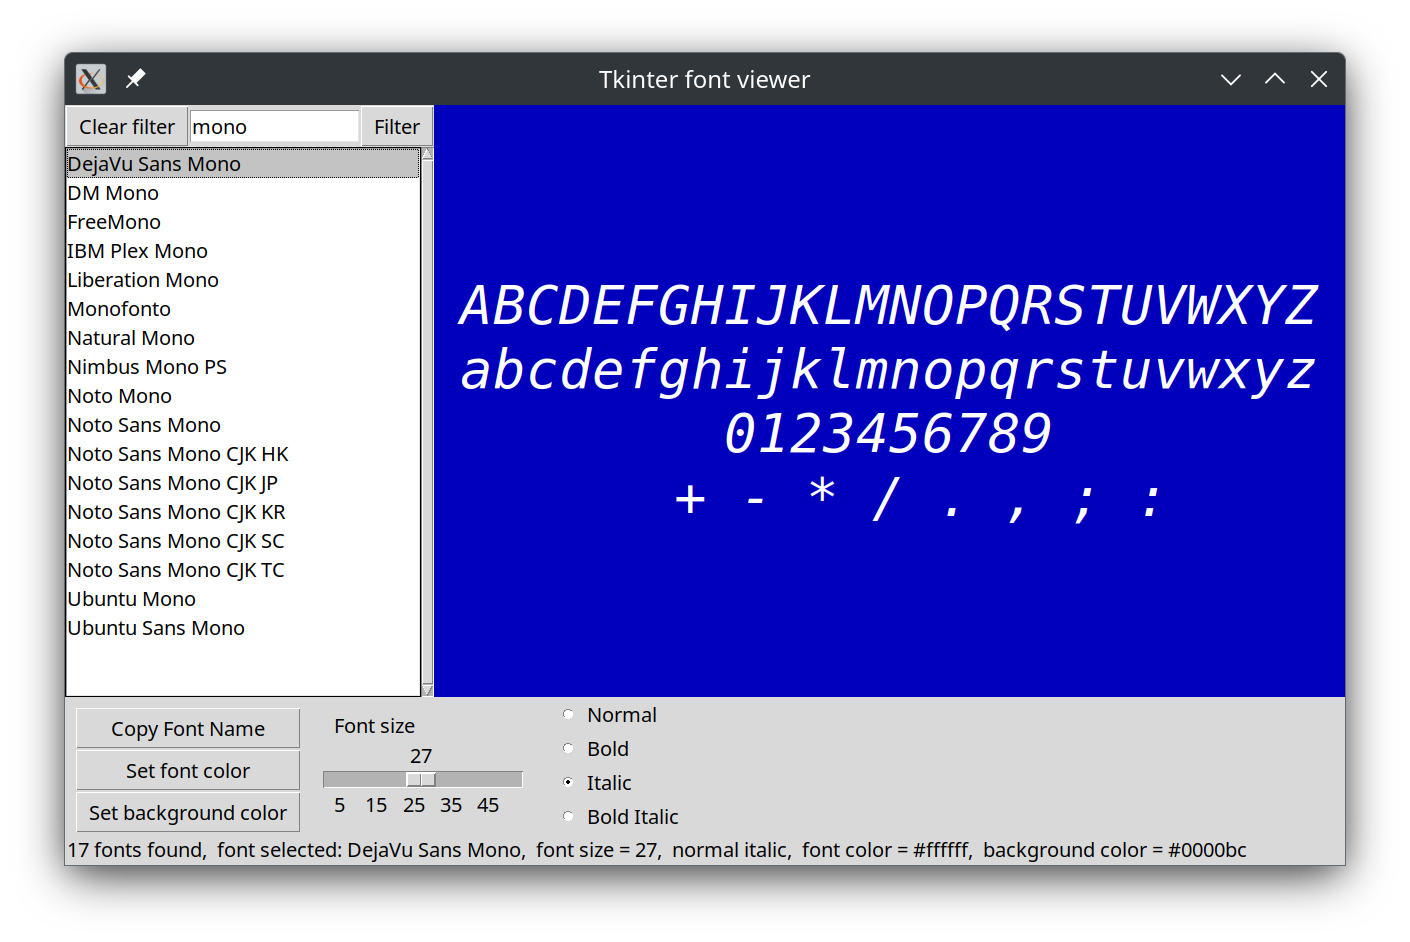 Tkinter font viewer
Clear filter mono Filter
DejaVu Sans Mono
DM Mono
FreeMono
IBM Plex Mono
Liberation Mono
Monofonto
Natural Mono
Nimbus Mono PS
Noto Mono
Noto Sans Mono
Noto Sans Mono CJK HK
Noto Sans Mono CJK JP
Noto Sans Mono CJK KR
Noto Sans Mono CJK SC
Noto Sans Mono CJK TC
Ubuntu Mono
Ubuntu Sans Mono
ABCDEFGHIJKLMNOPQRSTUVWXYZ
abcdefghijklmnopqrstuvwxyz
0123456789
+ - * / . , ; :
Copy Font Name
Set font color
Set background color
Font size
27
5 15 25 35 45
Normal
Bold
Italic
Bold Italic
17 fonts found, font selected: DejaVu Sans Mono, font size = 27, normal italic, font color = #ffffff, background color = #0000bc